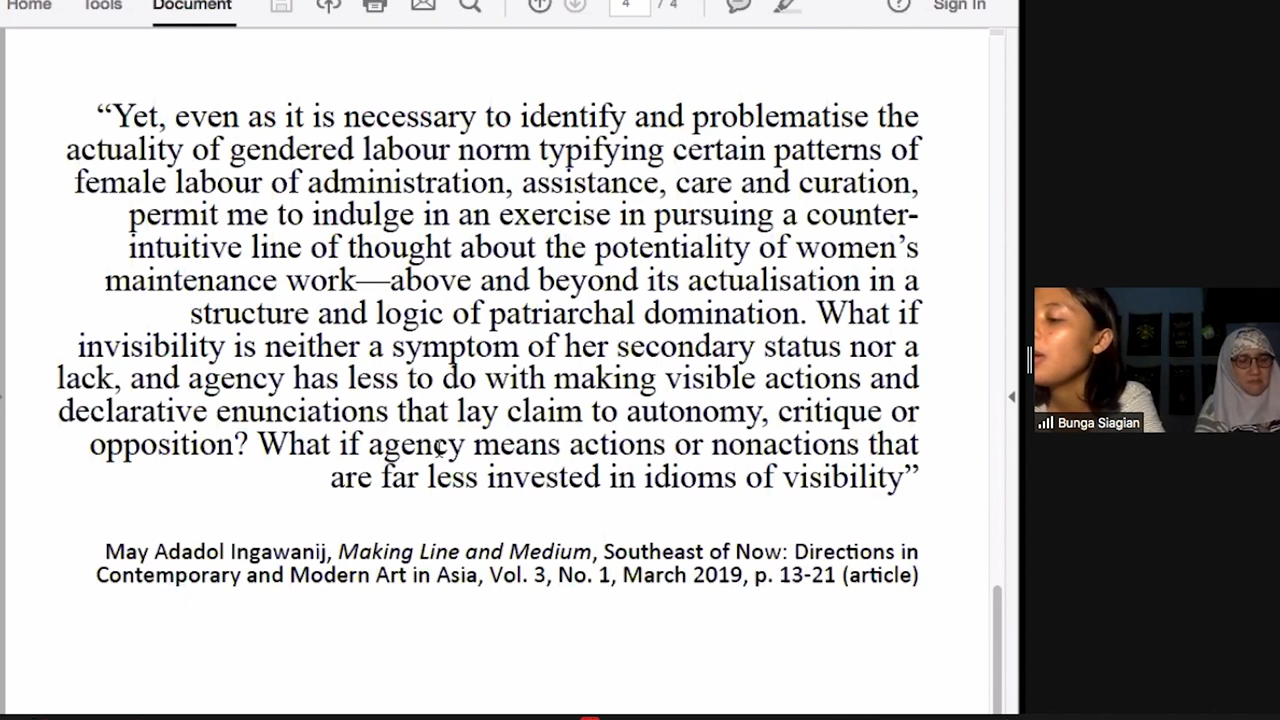 Home Tools Document 4 / 4 Sign In
“Yet, even as it is necessary to identify and problematise the
actuality of gendered labour norm typifying certain patterns of
female labour of administration, assistance, care and curation,
permit me to indulge in an exercise in pursuing a counter-
intuitive line of thought about the potentiality of women’s
maintenance work—above and beyond its actualisation in a
structure and logic of patriarchal domination. What if
invisibility is neither a symptom of her secondary status nor a
lack, and agency has less to do with making visible actions and
declarative enunciations that lay claim to autonomy, critique or
opposition? What if agency means actions or nonactions that
are far less invested in idioms of visibility”
May Adadol Ingawanij, Making Line and Medium, Southeast of Now: Directions in
Contemporary and Modern Art in Asia, Vol. 3, No. 1, March 2019, p. 13-21 (article)
Bunga Siagian